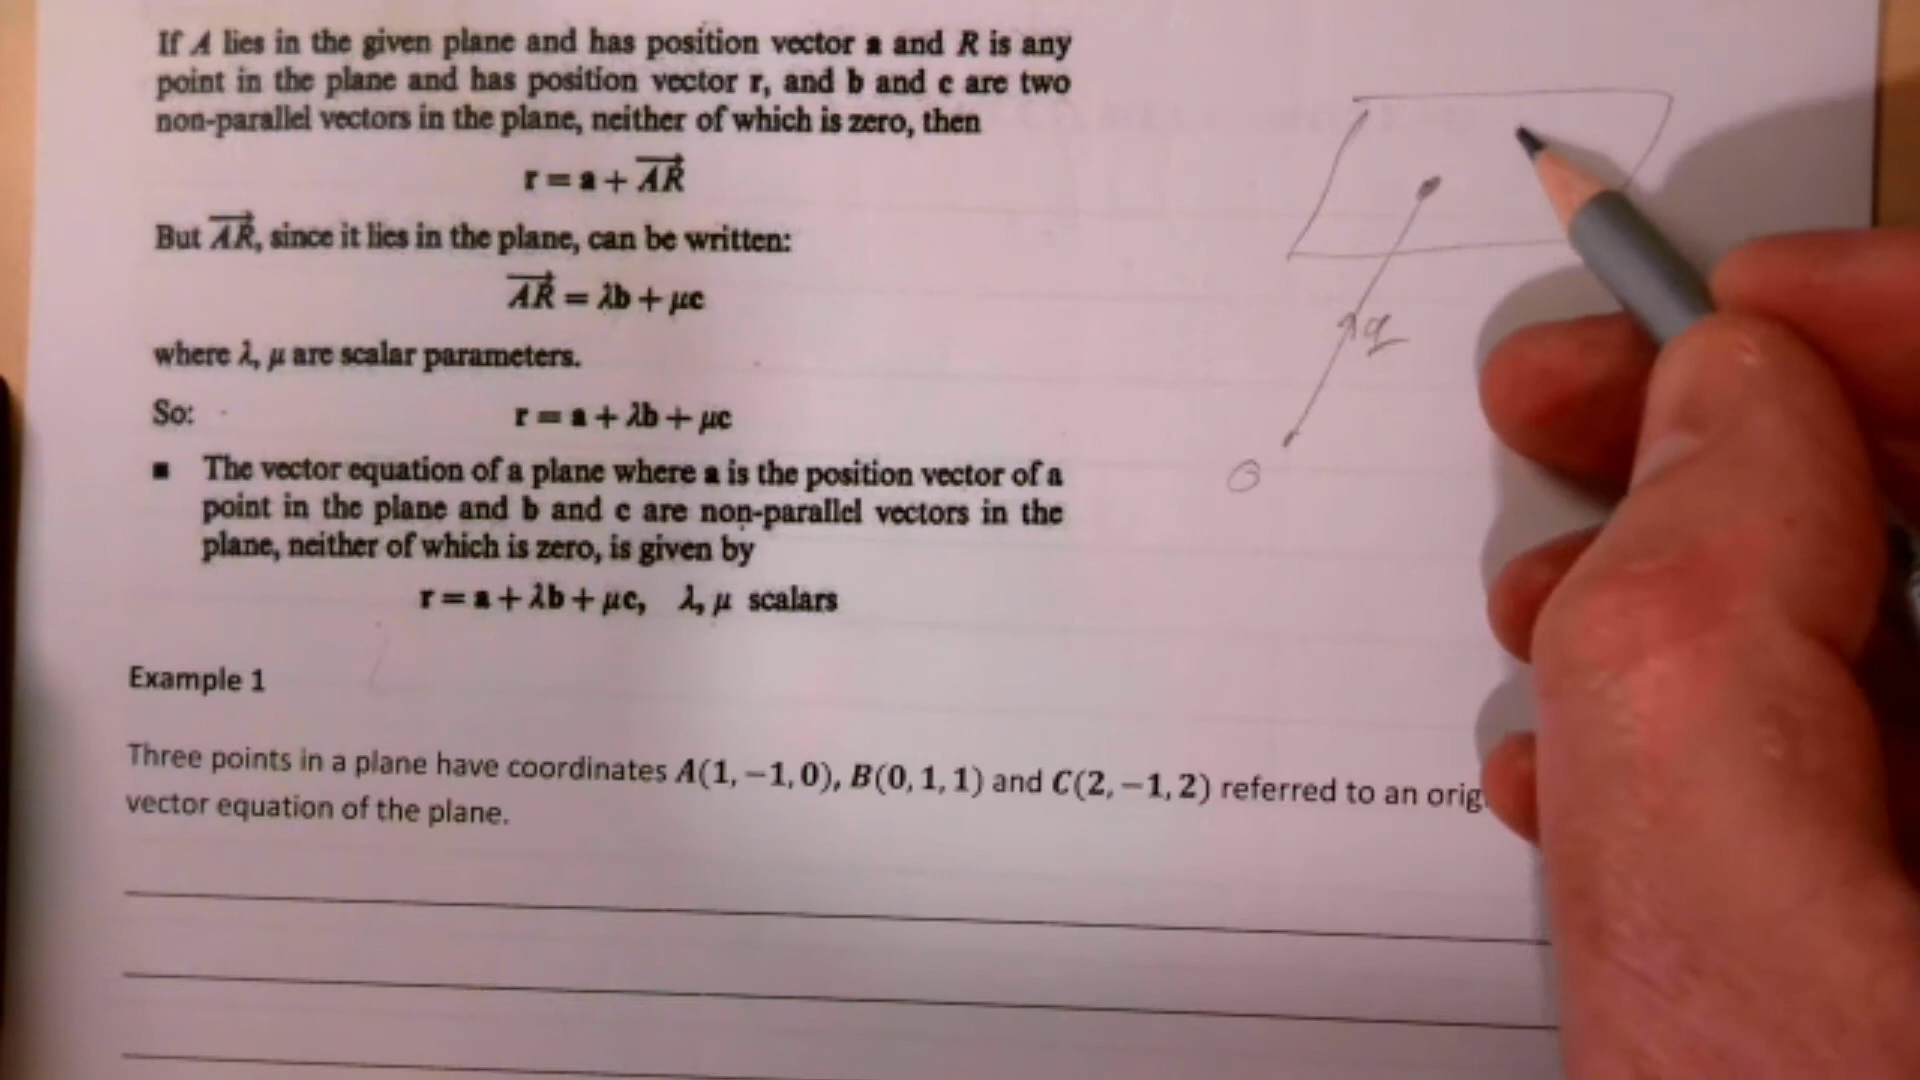 If A lies in the given plane and has position vector a and R is any
point in the plane and has position vector r, and b and c are two
non-parallel vectors in the plane, neither of which is zero, then
r = a + \overrightarrow{AR}
But \overrightarrow{AR}, since it lies in the plane, can be written:
\overrightarrow{AR} = λb + μc
where λ, μ are scalar parameters.
So: r = a + λb + μc
■ The vector equation of a plane where a is the position vector of a
point in the plane and b and c are non-parallel vectors in the
plane, neither of which is zero, is given by
r = a + λb + μc, λ, μ scalars
a
O
Example 1
Three points in a plane have coordinates A(1, −1, 0), B(0, 1, 1) and C(2, −1, 2) referred to an
vector equation of the plane.